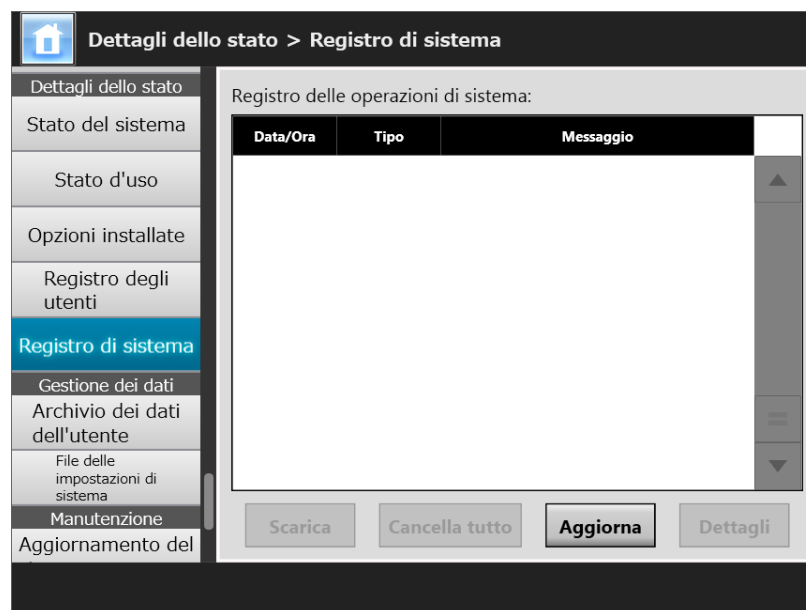 Dettagli dello stato > Registro di sistema
Dettagli dello stato
Stato del sistema
Stato d'uso
Opzioni installate
Registro degli
utenti
Registro di sistema
Gestione dei dati
Archivio dei dati
dell'utente
File delle
impostazioni di
sistema
Manutenzione
Aggiornamento del
Registro delle operazioni di sistema:
Data/Ora Tipo Messaggio
Scarica Cancella tutto Aggiorna Dettagli